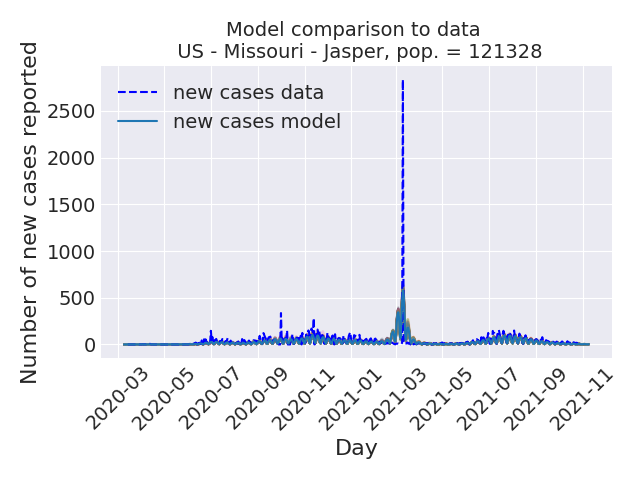 Model comparison to data
US - Missouri - Jasper, pop. = 121328
new cases data
new cases model
Number of new cases reported
2500
2000
1500
1000
500
0
2020-03
2020-05
2020-07
2020-09
2020-11
2021-01
2021-03
2021-05
2021-07
2021-09
2021-11
Day